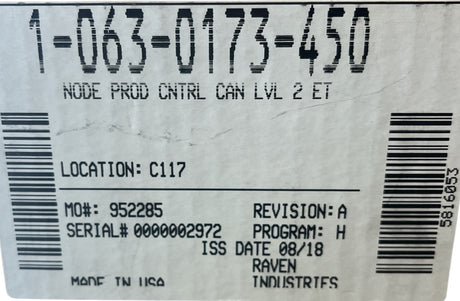 1-063-0173-450
NODE PROD CNTRL CAN LVL 2 ET
LOCATION: C117
MO#: 952285 REVISION: A
SERIAL# 0000002972 PROGRAM: H
ISS DATE 08/18
MADE IN USA RAVEN
INDUSTRIES
5816053